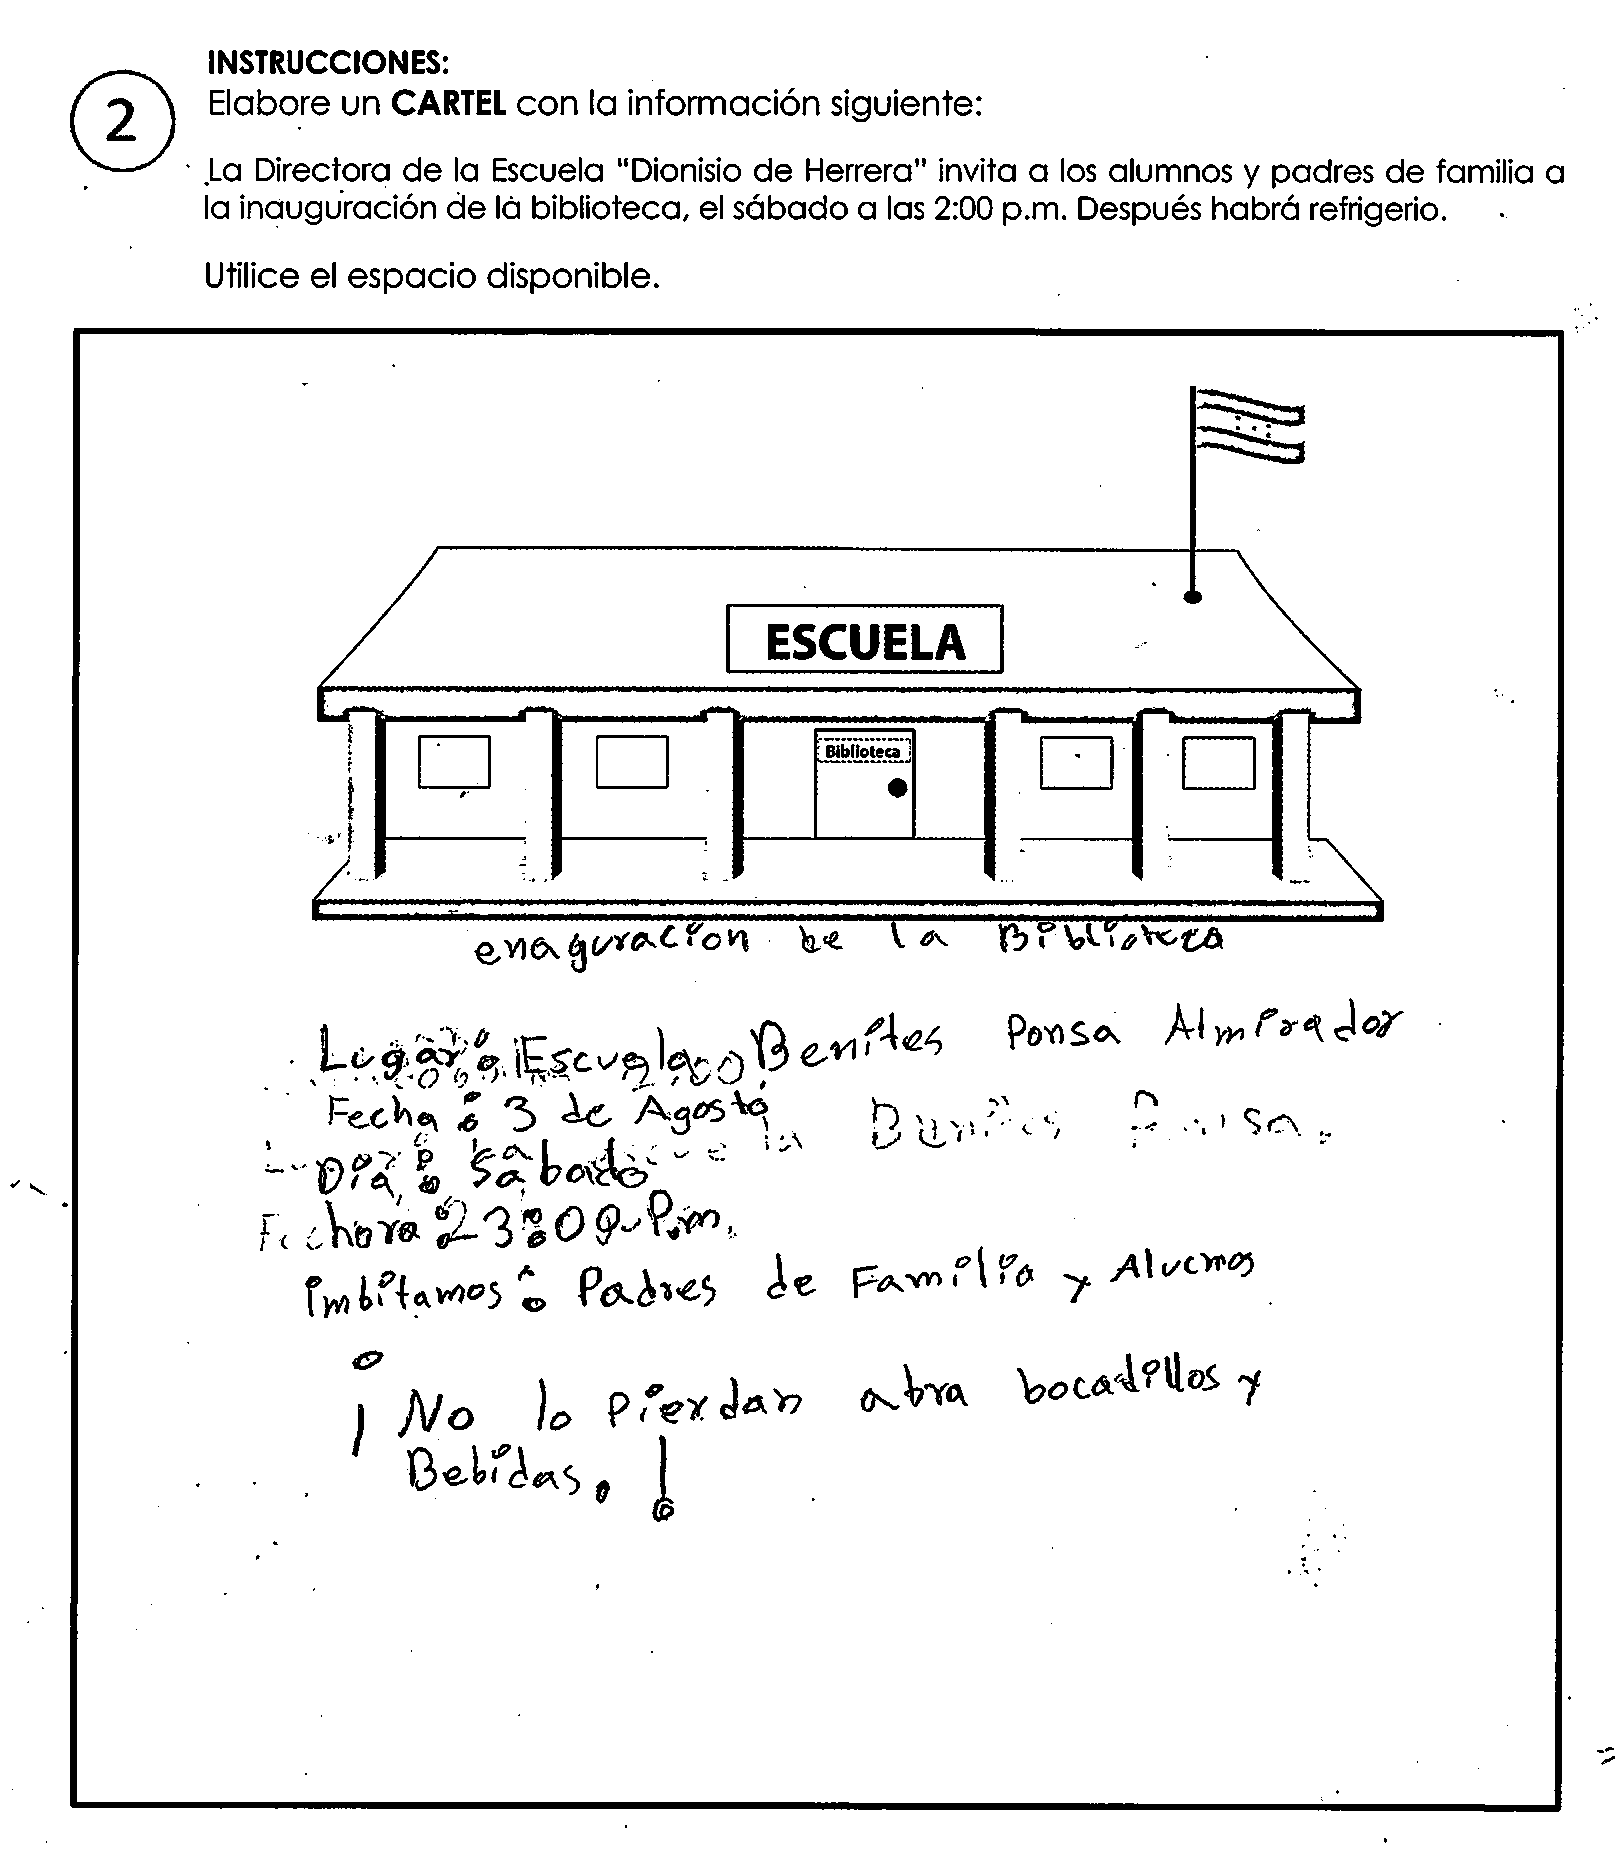 INSTRUCCIONES:
2
Elabore un CARTEL con la información siguiente:
La Directora de la Escuela "Dionisio de Herrera" invita a los alumnos y padres de familia a
la inauguración de la biblioteca, el sábado a las 2:00 p.m. Después habrá refrigerio.
Utilice el espacio disponible.
ESCUELA
Biblioteca
enaguracion be la Biblioteca
Lugar: Escuela Benites Ponsa Almirador
Fecha: 3 de Agosto
Dia: Sabado
hora: P.m.
imbitamos: Padres de Familia y Alucnos
¡No lo Pierdan abra bocadillos y
Bebidas.!